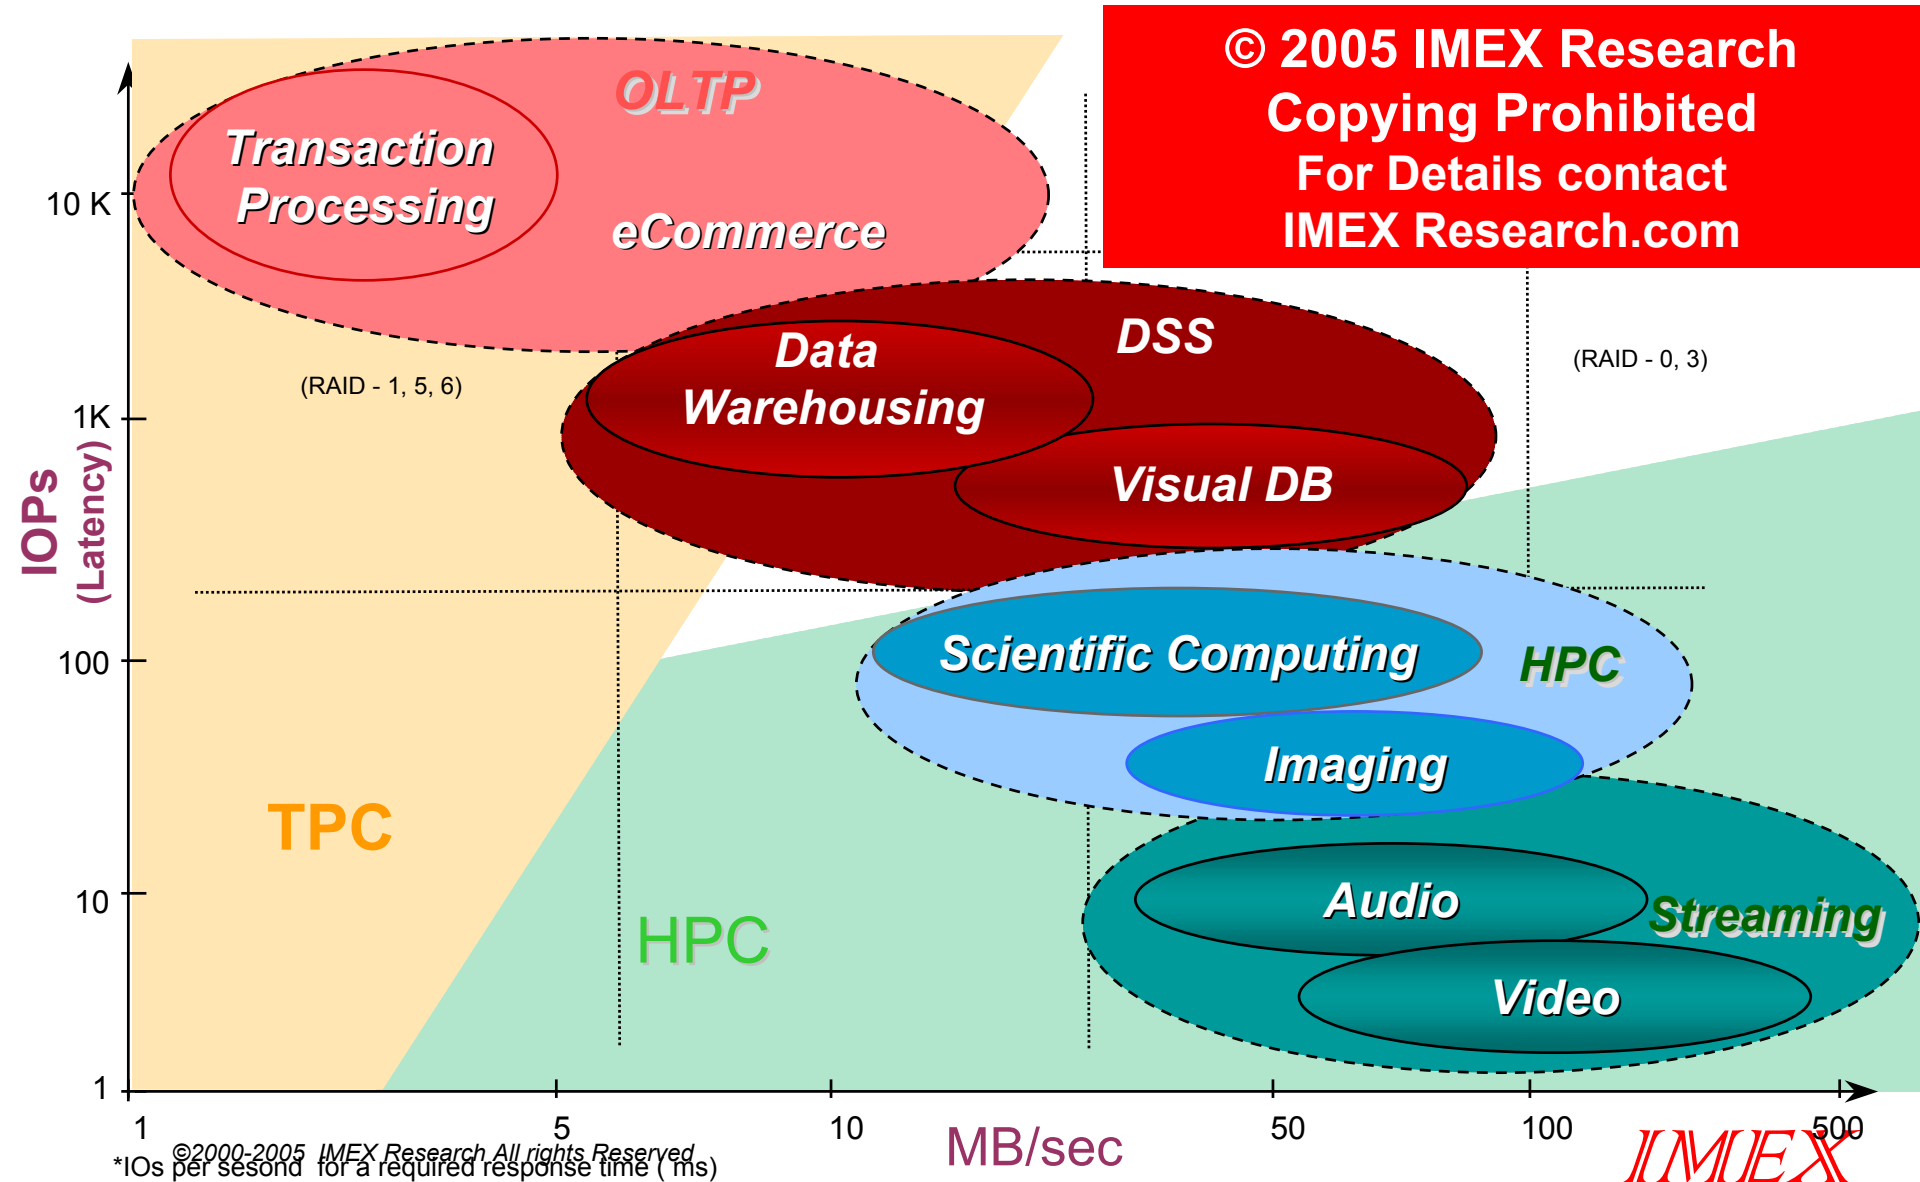 © 2005 IMEX Research
Copying Prohibited
For Details contact
IMEX Research.com
OLTP
Transaction
Processing
eCommerce
10 K
DSS
Data
Warehousing
(RAID - 1, 5, 6)
(RAID - 0, 3)
1K
Visual DB
IOPs
(Latency)
Scientific Computing
HPC
100
Imaging
TPC
10
Audio
Streaming
HPC
Video
1
1
5
10
MB/sec
50
100
500
©2000-2005 IMEX Research All rights Reserved
*IOs per sesond for a required response time ( ms)
IMEX